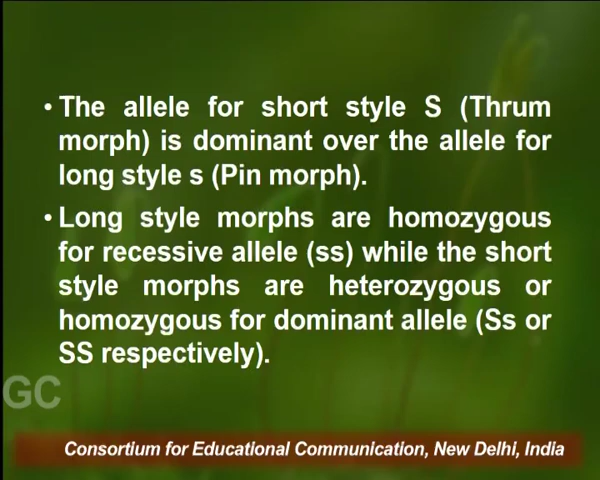 • The allele for short style S (Thrum
morph) is dominant over the allele for
long style s (Pin morph).
• Long style morphs are homozygous
for recessive allele (ss) while the short
style morphs are heterozygous or
homozygous for dominant allele (Ss or
SS respectively).
GC
Consortium for Educational Communication, New Delhi, India